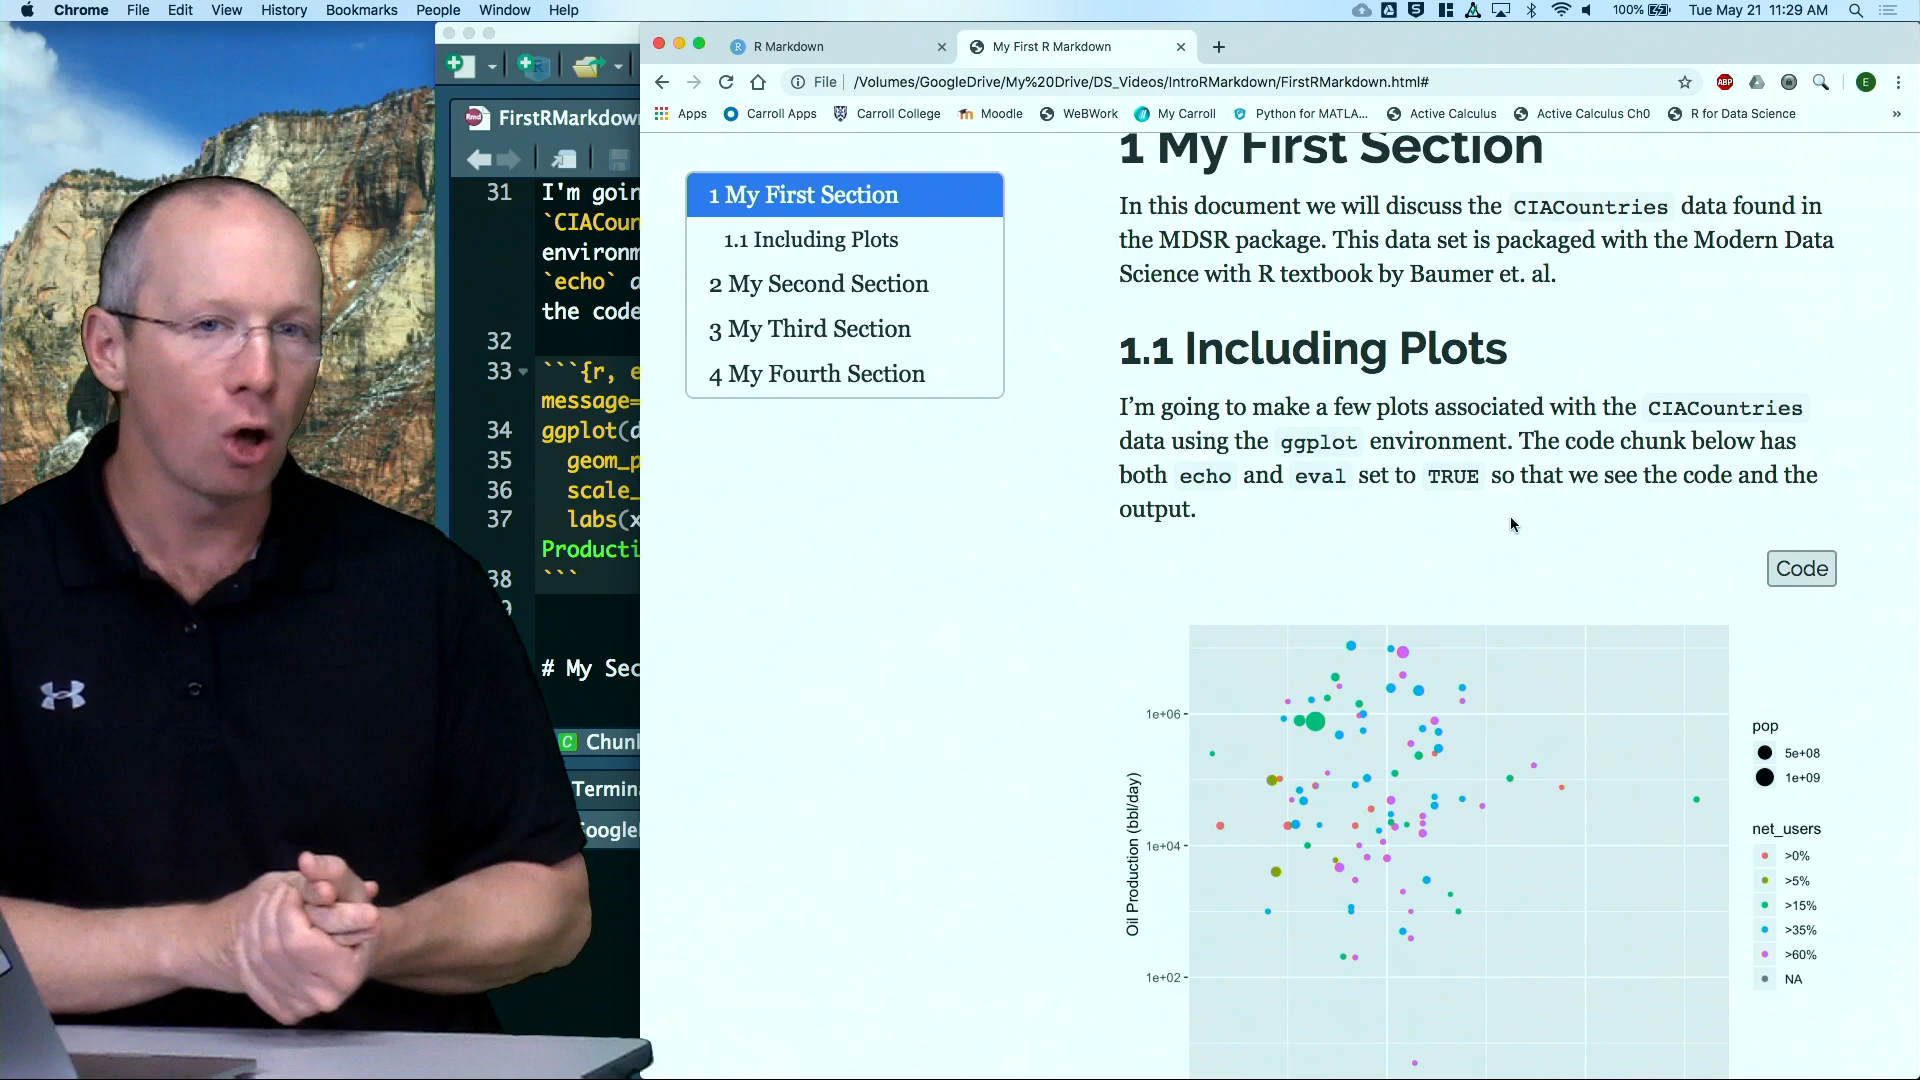 Chrome File Edit View History Bookmarks People Window Help 100% Tue May 21 11:29 AM
R Markdown
My First R Markdown
File /Volumes/GoogleDrive/My%20Drive/DS_Videos/IntroRMarkdown/FirstRMarkdown.html#
ABP
E
Apps Carroll Apps Carroll College Moodle WeBWork My Carroll Python for MATLA... Active Calculus Active Calculus Ch0 R for Data Science »
FirstRMarkdow
31 I'm goin
`CIACoun
environm
`echo` a
the code
32
33 ```{r, e
message=
34 ggplot(d
35 geom_p
36 scale_
37 labs(x
Producti
38 ```
# My Sec
C Chunk
Termina
Google
1 My First Section
1.1 Including Plots
2 My Second Section
3 My Third Section
4 My Fourth Section
1 My First Section
In this document we will discuss the CIACountries data found in
the MDSR package. This data set is packaged with the Modern Data
Science with R textbook by Baumer et. al.
1.1 Including Plots
I’m going to make a few plots associated with the CIACountries
data using the ggplot environment. The code chunk below has
both echo and eval set to TRUE so that we see the code and the
output.
Code
Oil Production (bbl/day)
1e+06
1e+04
1e+02
pop
5e+08
1e+09
net_users
>0%
>5%
>15%
>35%
>60%
NA